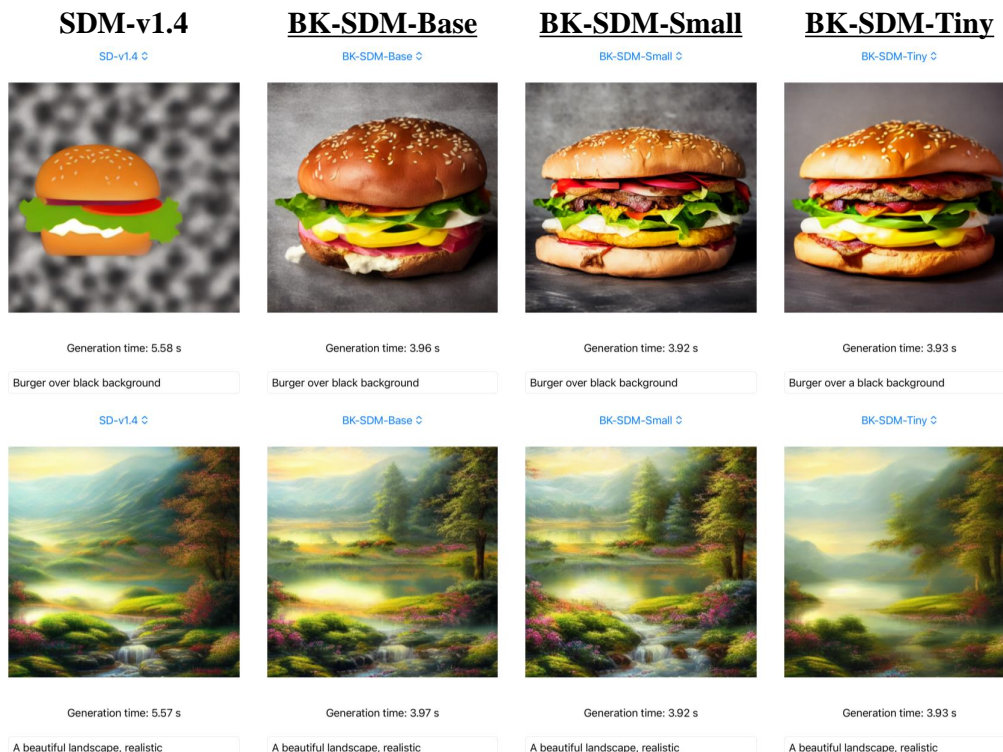 SDM-v1.4 BK-SDM-Base BK-SDM-Small BK-SDM-Tiny
SD-v1.4 BK-SDM-Base BK-SDM-Small BK-SDM-Tiny
Generation time: 5.58 s Generation time: 3.96 s Generation time: 3.92 s Generation time: 3.93 s
Burger over black background Burger over black background Burger over black background Burger over a black background
SD-v1.4 BK-SDM-Base BK-SDM-Small BK-SDM-Tiny
Generation time: 5.57 s Generation time: 3.97 s Generation time: 3.92 s Generation time: 3.93 s
A beautiful landscape, realistic A beautiful landscape, realistic A beautiful landscape, realistic A beautiful landscape, realistic